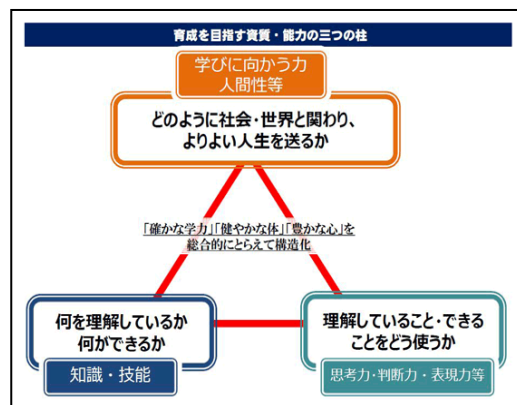 育成を目指す資質・能力の三つの柱
学びに向かう力
人間性等
どのように社会・世界と関わり、
よりよい人生を送るか
「確かな学力」「健やかな体」「豊かな心」を
総合的にとらえて構造化
何を理解しているか
何ができるか
知識・技能
理解していること・できる
ことをどう使うか
思考力・判断力・表現力等